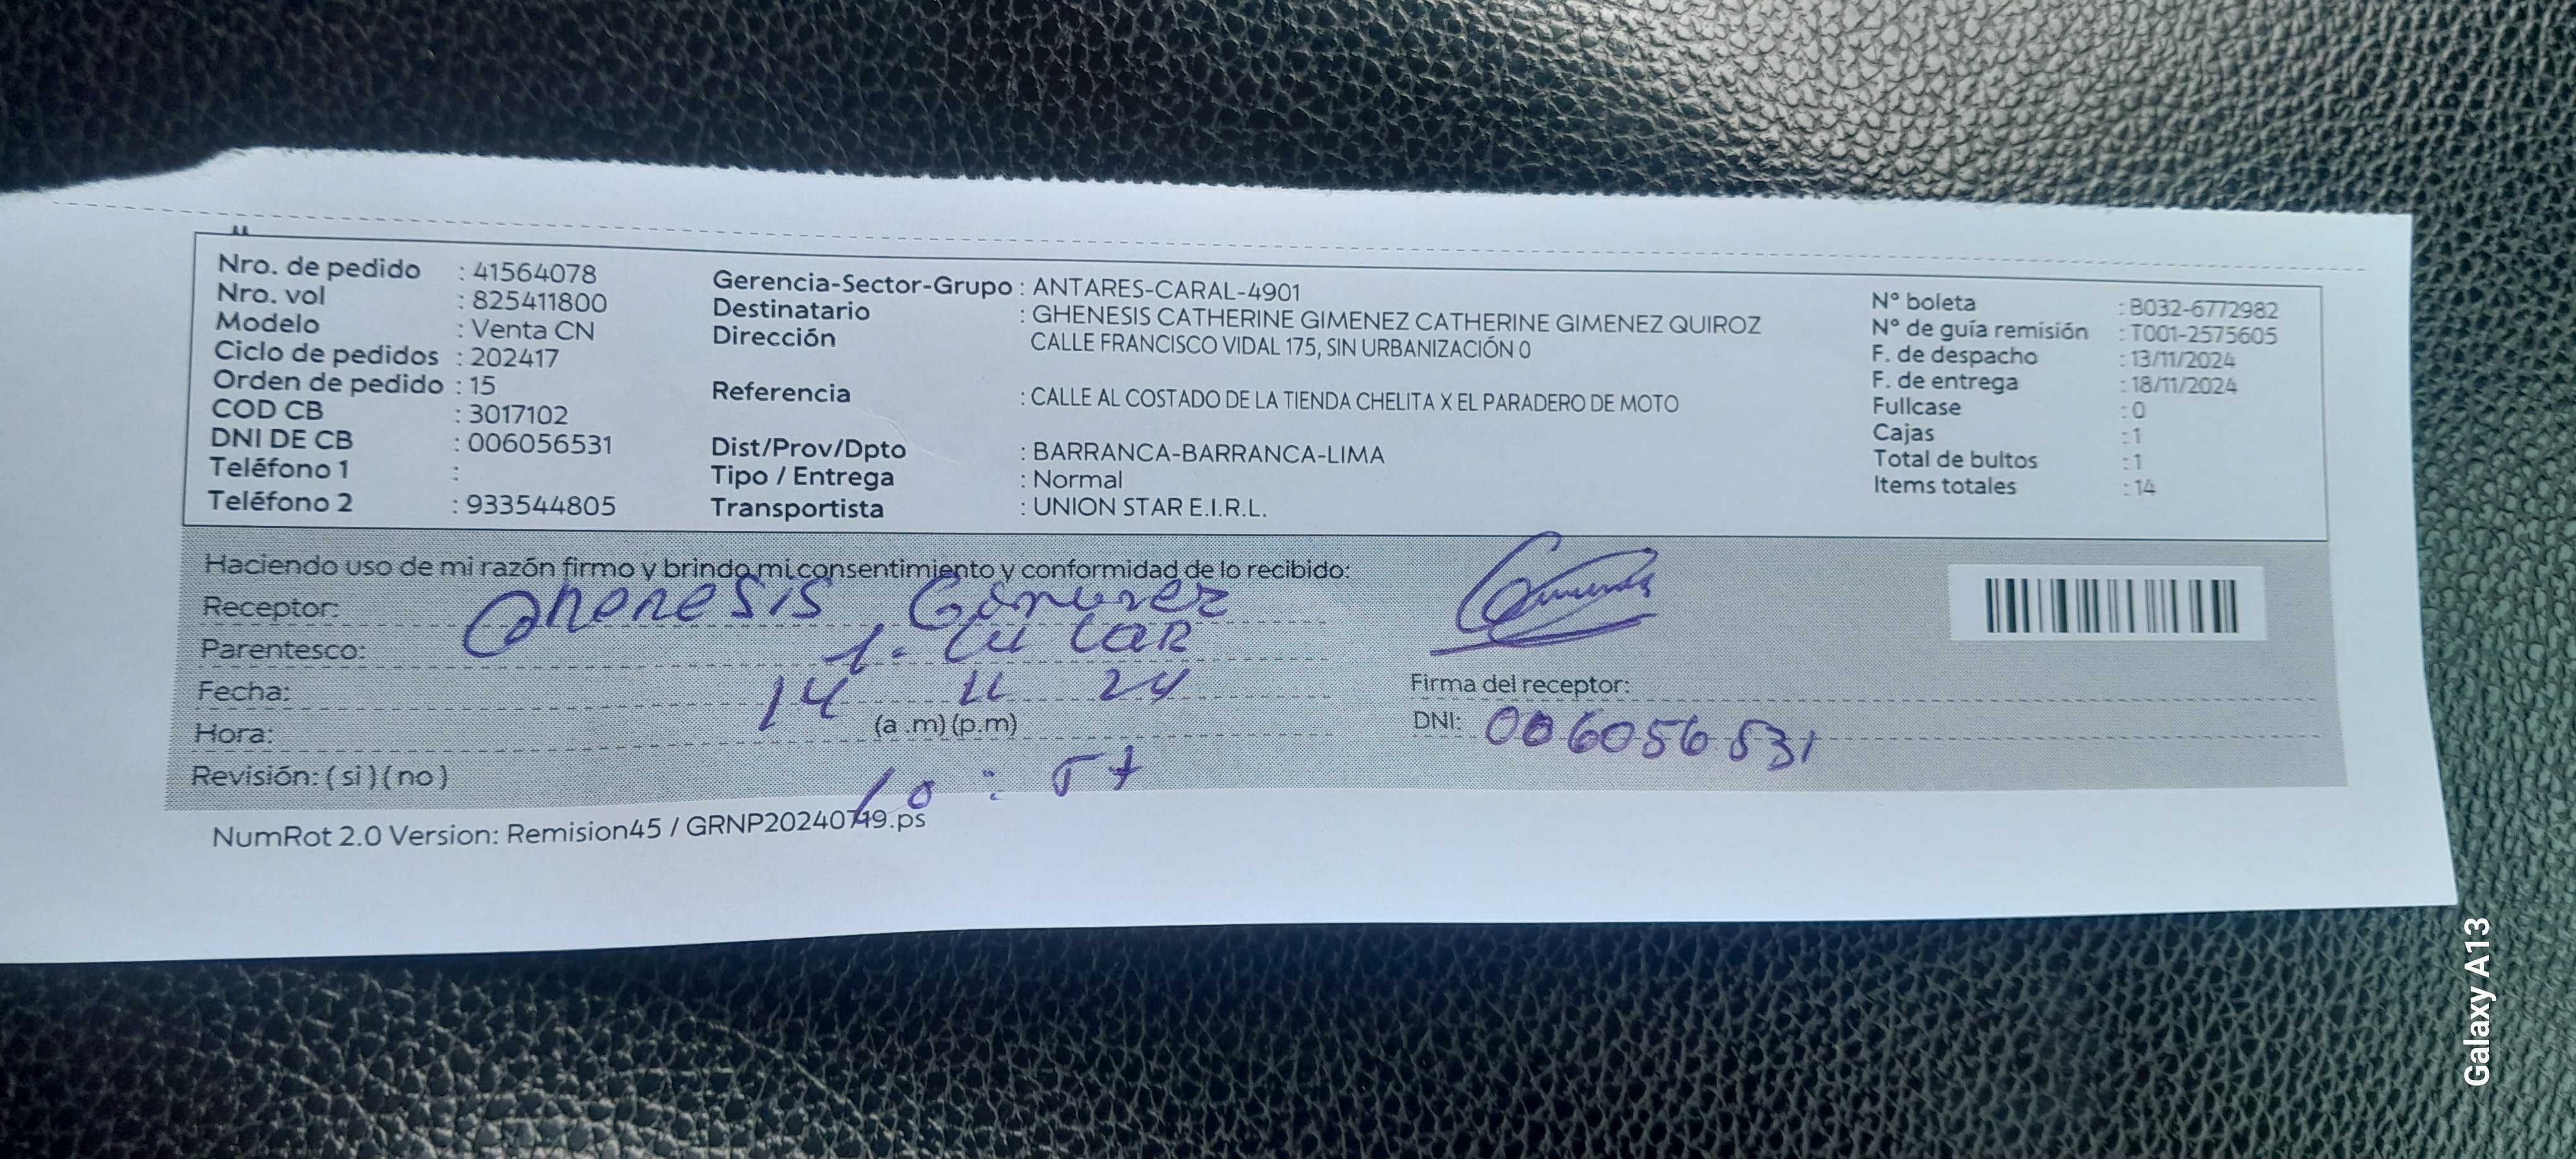 Nro. de pedido : 41564078
Nro. vol : 825411800
Modelo : Venta CN
Ciclo de pedidos : 202417
Orden de pedido : 15
COD CB : 3017102
DNI DE CB : 006056531
Teléfono 1 :
Teléfono 2 : 933544805
Gerencia-Sector-Grupo : ANTARES-CARAL-4901
Destinatario : GHENESIS CATHERINE GIMENEZ CATHERINE GIMENEZ QUIROZ
Dirección CALLE FRANCISCO VIDAL 175, SIN URBANIZACIÓN 0
Referencia : CALLE AL COSTADO DE LA TIENDA CHELITA X EL PARADERO DE MOTO
Dist/Prov/Dpto : BARRANCA-BARRANCA-LIMA
Tipo / Entrega : Normal
Transportista : UNION STAR E.I.R.L.
N° boleta : B032-6772982
N° de guía remisión : T001-2575605
F. de despacho : 13/11/2024
F. de entrega : 18/11/2024
Fullcase : 0
Cajas : 1
Total de bultos : 1
Items totales : 14
Haciendo uso de mi razón firmo y brindo mi consentimiento y conformidad de lo recibido:
Receptor:
Parentesco:
Fecha: 14 11 24
Hora: (a .m) (p.m)
10 : 57
Revisión: ( si ) ( no )
Firma del receptor:
DNI: 006056531
NumRot 2.0 Version: Remision45 / GRNP20240719.ps
Galaxy A13